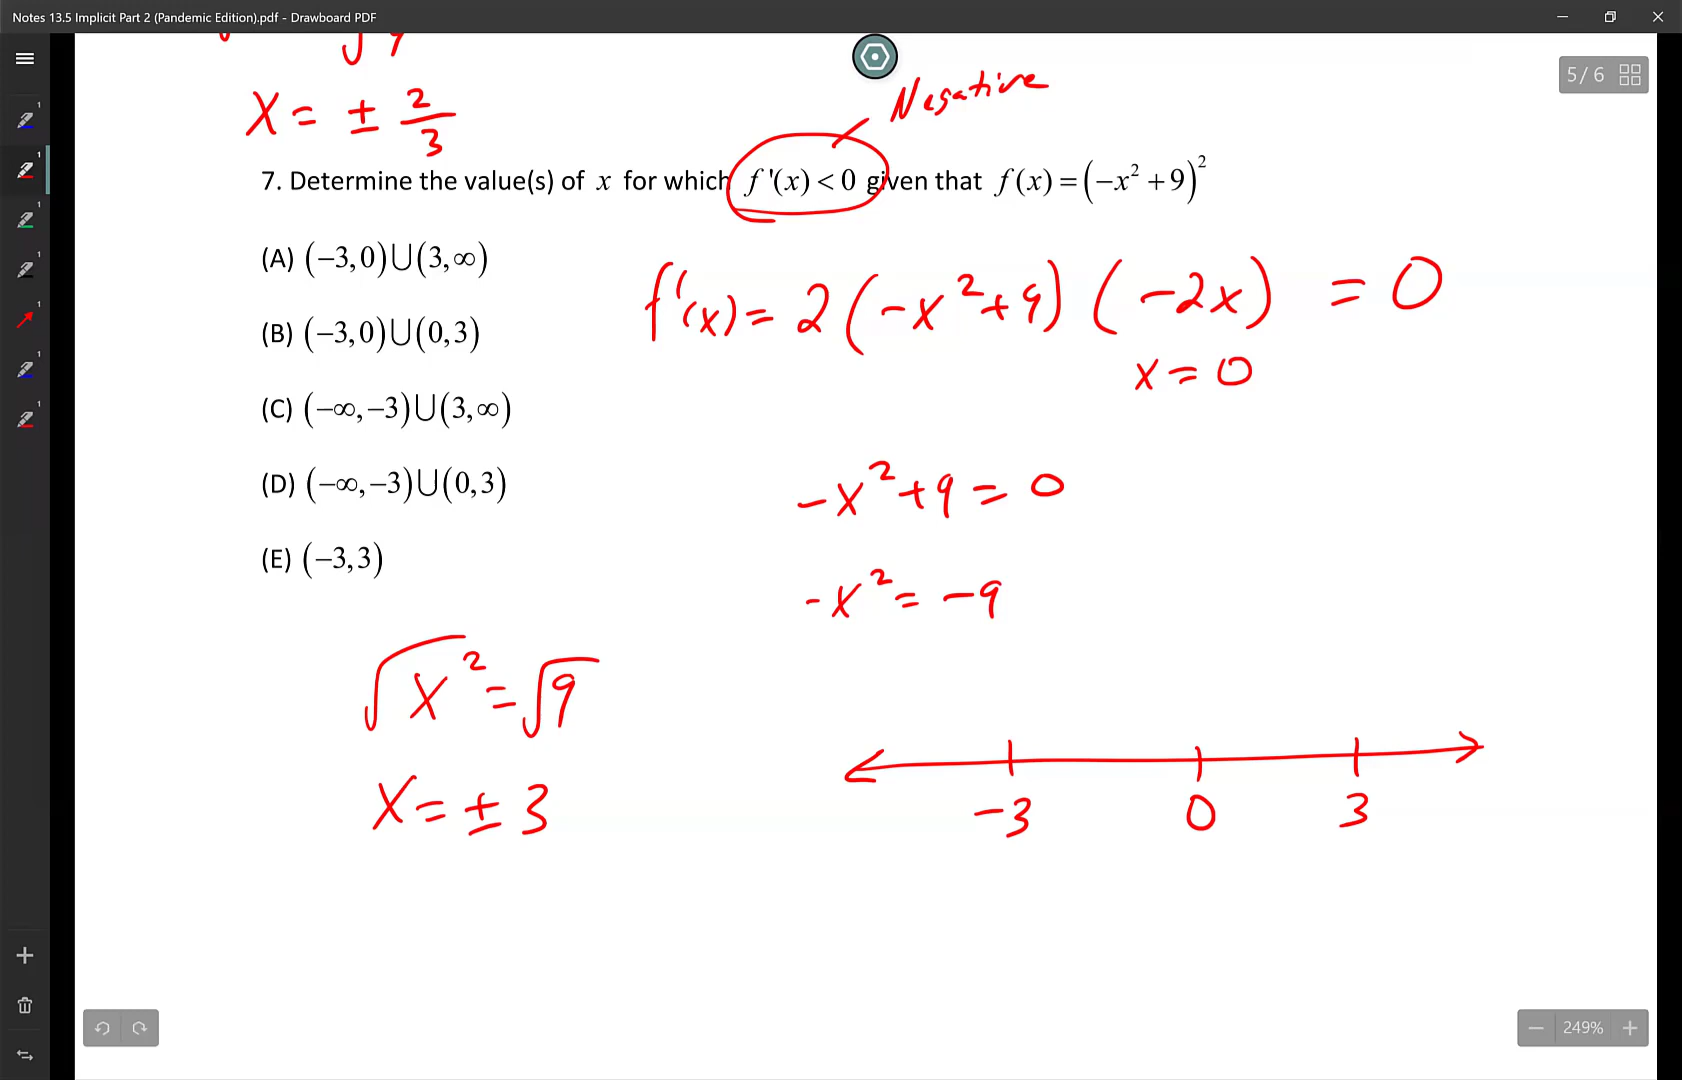 Notes 13.5 Implicit Part 2 (Pandemic Edition).pdf - Drawboard PDF
5 / 6
Negative
X = ± 2/3
7. Determine the value(s) of x for which f '(x) < 0 given that f(x) = (−x² + 9)²
(A) (−3,0)⋃(3,∞)
f'(x) = 2(-x²+9)(-2x) = 0
(B) (−3,0)⋃(0,3)
x = 0
(C) (−∞,−3)⋃(3,∞)
(D) (−∞,−3)⋃(0,3)
-x²+9 = 0
(E) (−3,3)
-x² = -9
√x² = √9
X = ± 3
-3 0 3
249%